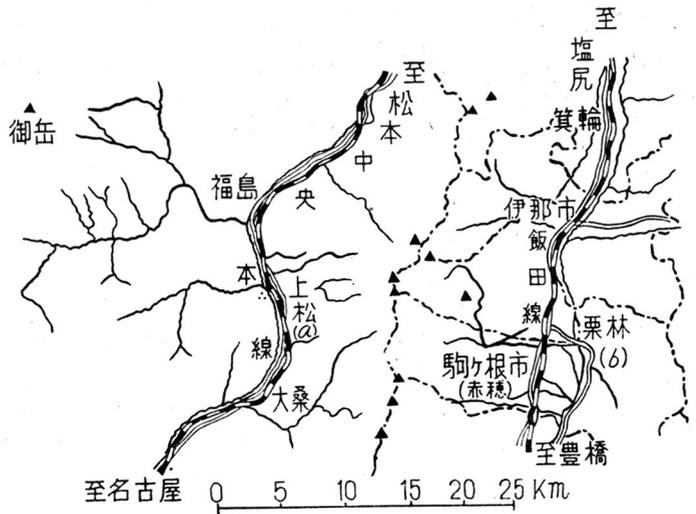 至塩尻
至松本
御岳
箕輪
福島
中央本線
伊那市
飯田線
上松
(a)
栗林
(b)
駒ヶ根市
(赤穂)
大桑
至名古屋
至豊橋
0 5 10 15 20 25 Km